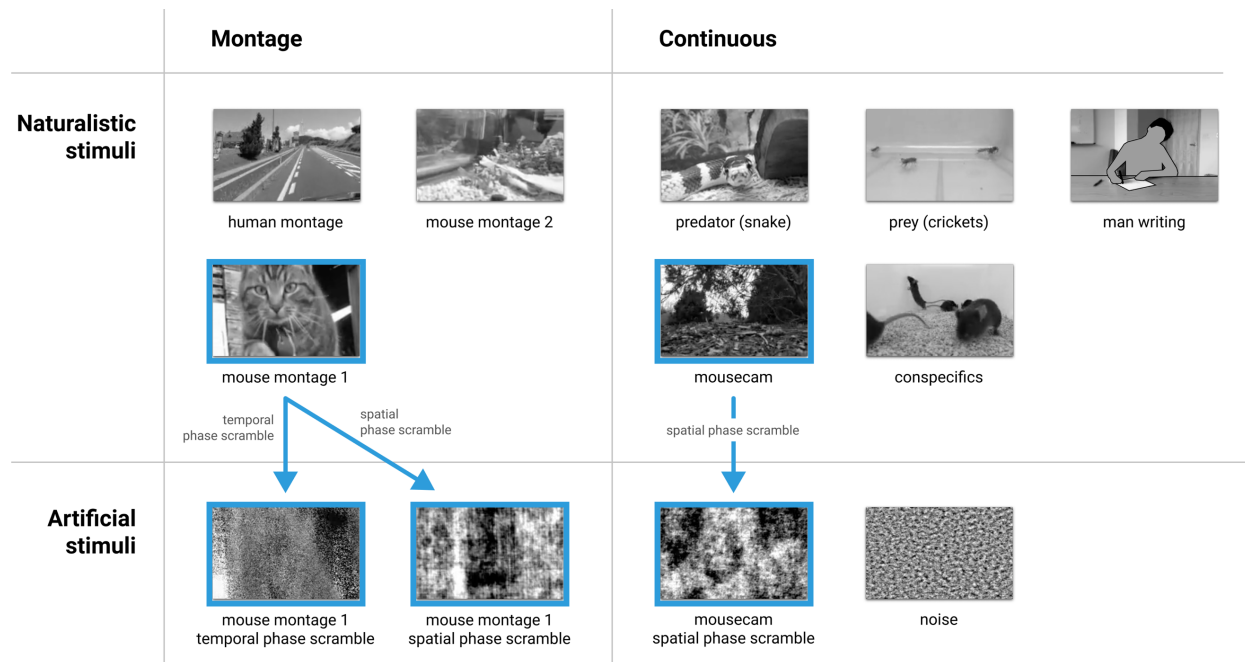 Montage
Continuous
Naturalistic
stimuli
human montage
mouse montage 2
predator (snake)
prey (crickets)
man writing
mouse montage 1
mousecam
conspecifics
temporal
phase scramble
spatial
phase scramble
spatial phase scramble
Artificial
stimuli
mouse montage 1
temporal phase scramble
mouse montage 1
spatial phase scramble
mousecam
spatial phase scramble
noise